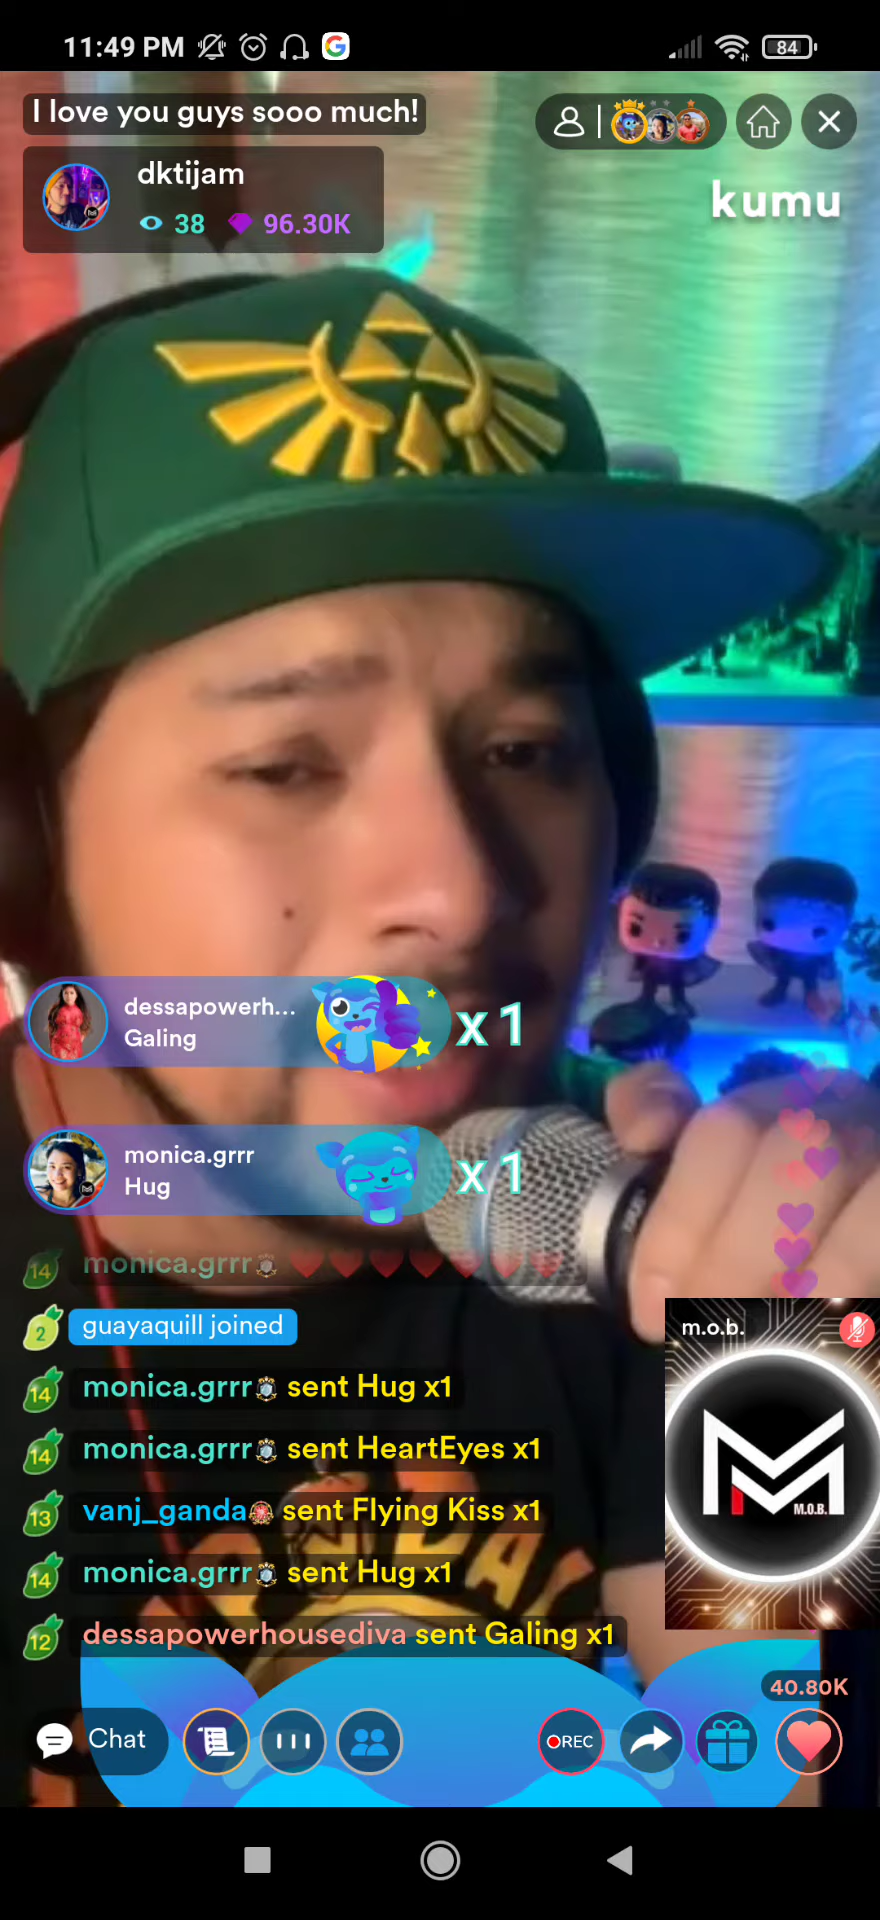 11:49 PM
84
I love you guys sooo much!
dktijam
38 96.30K
kumu
dessapowerh...
Galing
x 1
monica.grrr
Hug
x 1
14 monica.grrr
2 guayaquill joined
14 monica.grrr sent Hug x1
14 monica.grrr sent HeartEyes x1
13 vanj_ganda sent Flying Kiss x1
14 monica.grrr sent Hug x1
12 dessapowerhousediva sent Galing x1
m.o.b.
M.O.B.
40.80K
Chat
REC